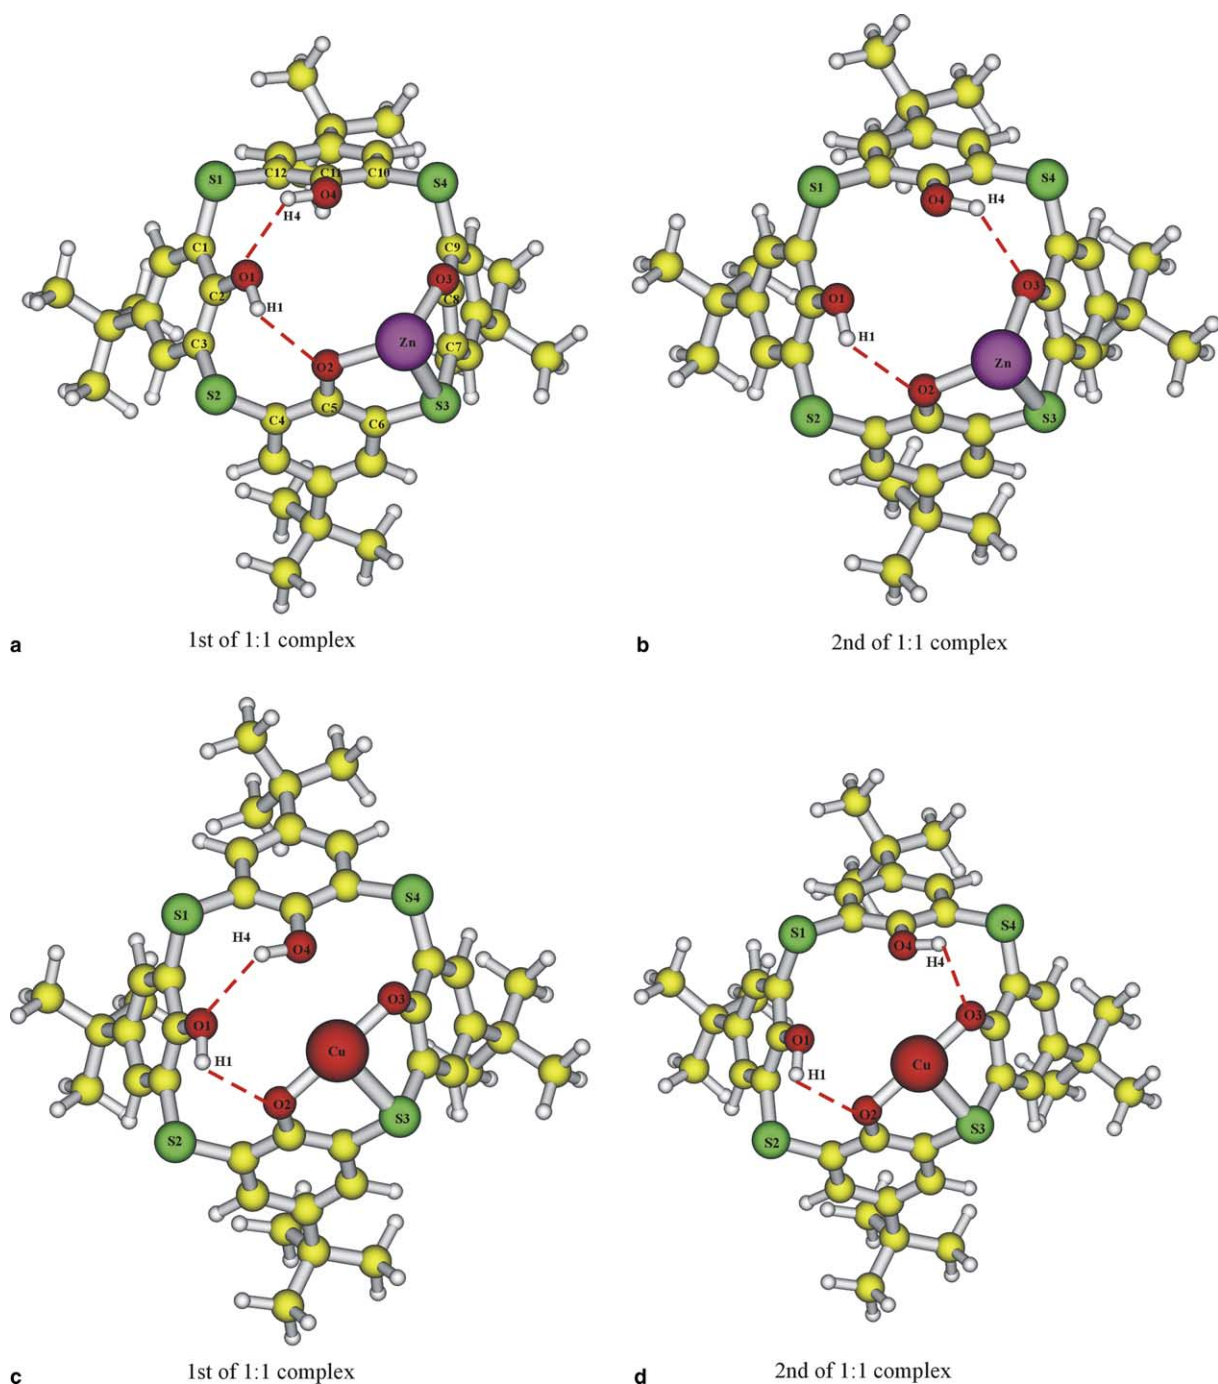 S1
C12
C11
C10
S4
O4
H4
C1
C9
O1
O3
C2
C8
H1
C3
Zn
C7
O2
S2
C5
S3
C4
C6
a
1st of 1:1 complex
S1
S4
O4
H4
O3
O1
H1
Zn
O2
S2
S3
b
2nd of 1:1 complex
S1
S4
H4
O4
O3
O1
Cu
H1
O2
S3
S2
c
1st of 1:1 complex
S1
S4
O4
H4
O3
O1
Cu
H1
O2
S3
S2
d
2nd of 1:1 complex